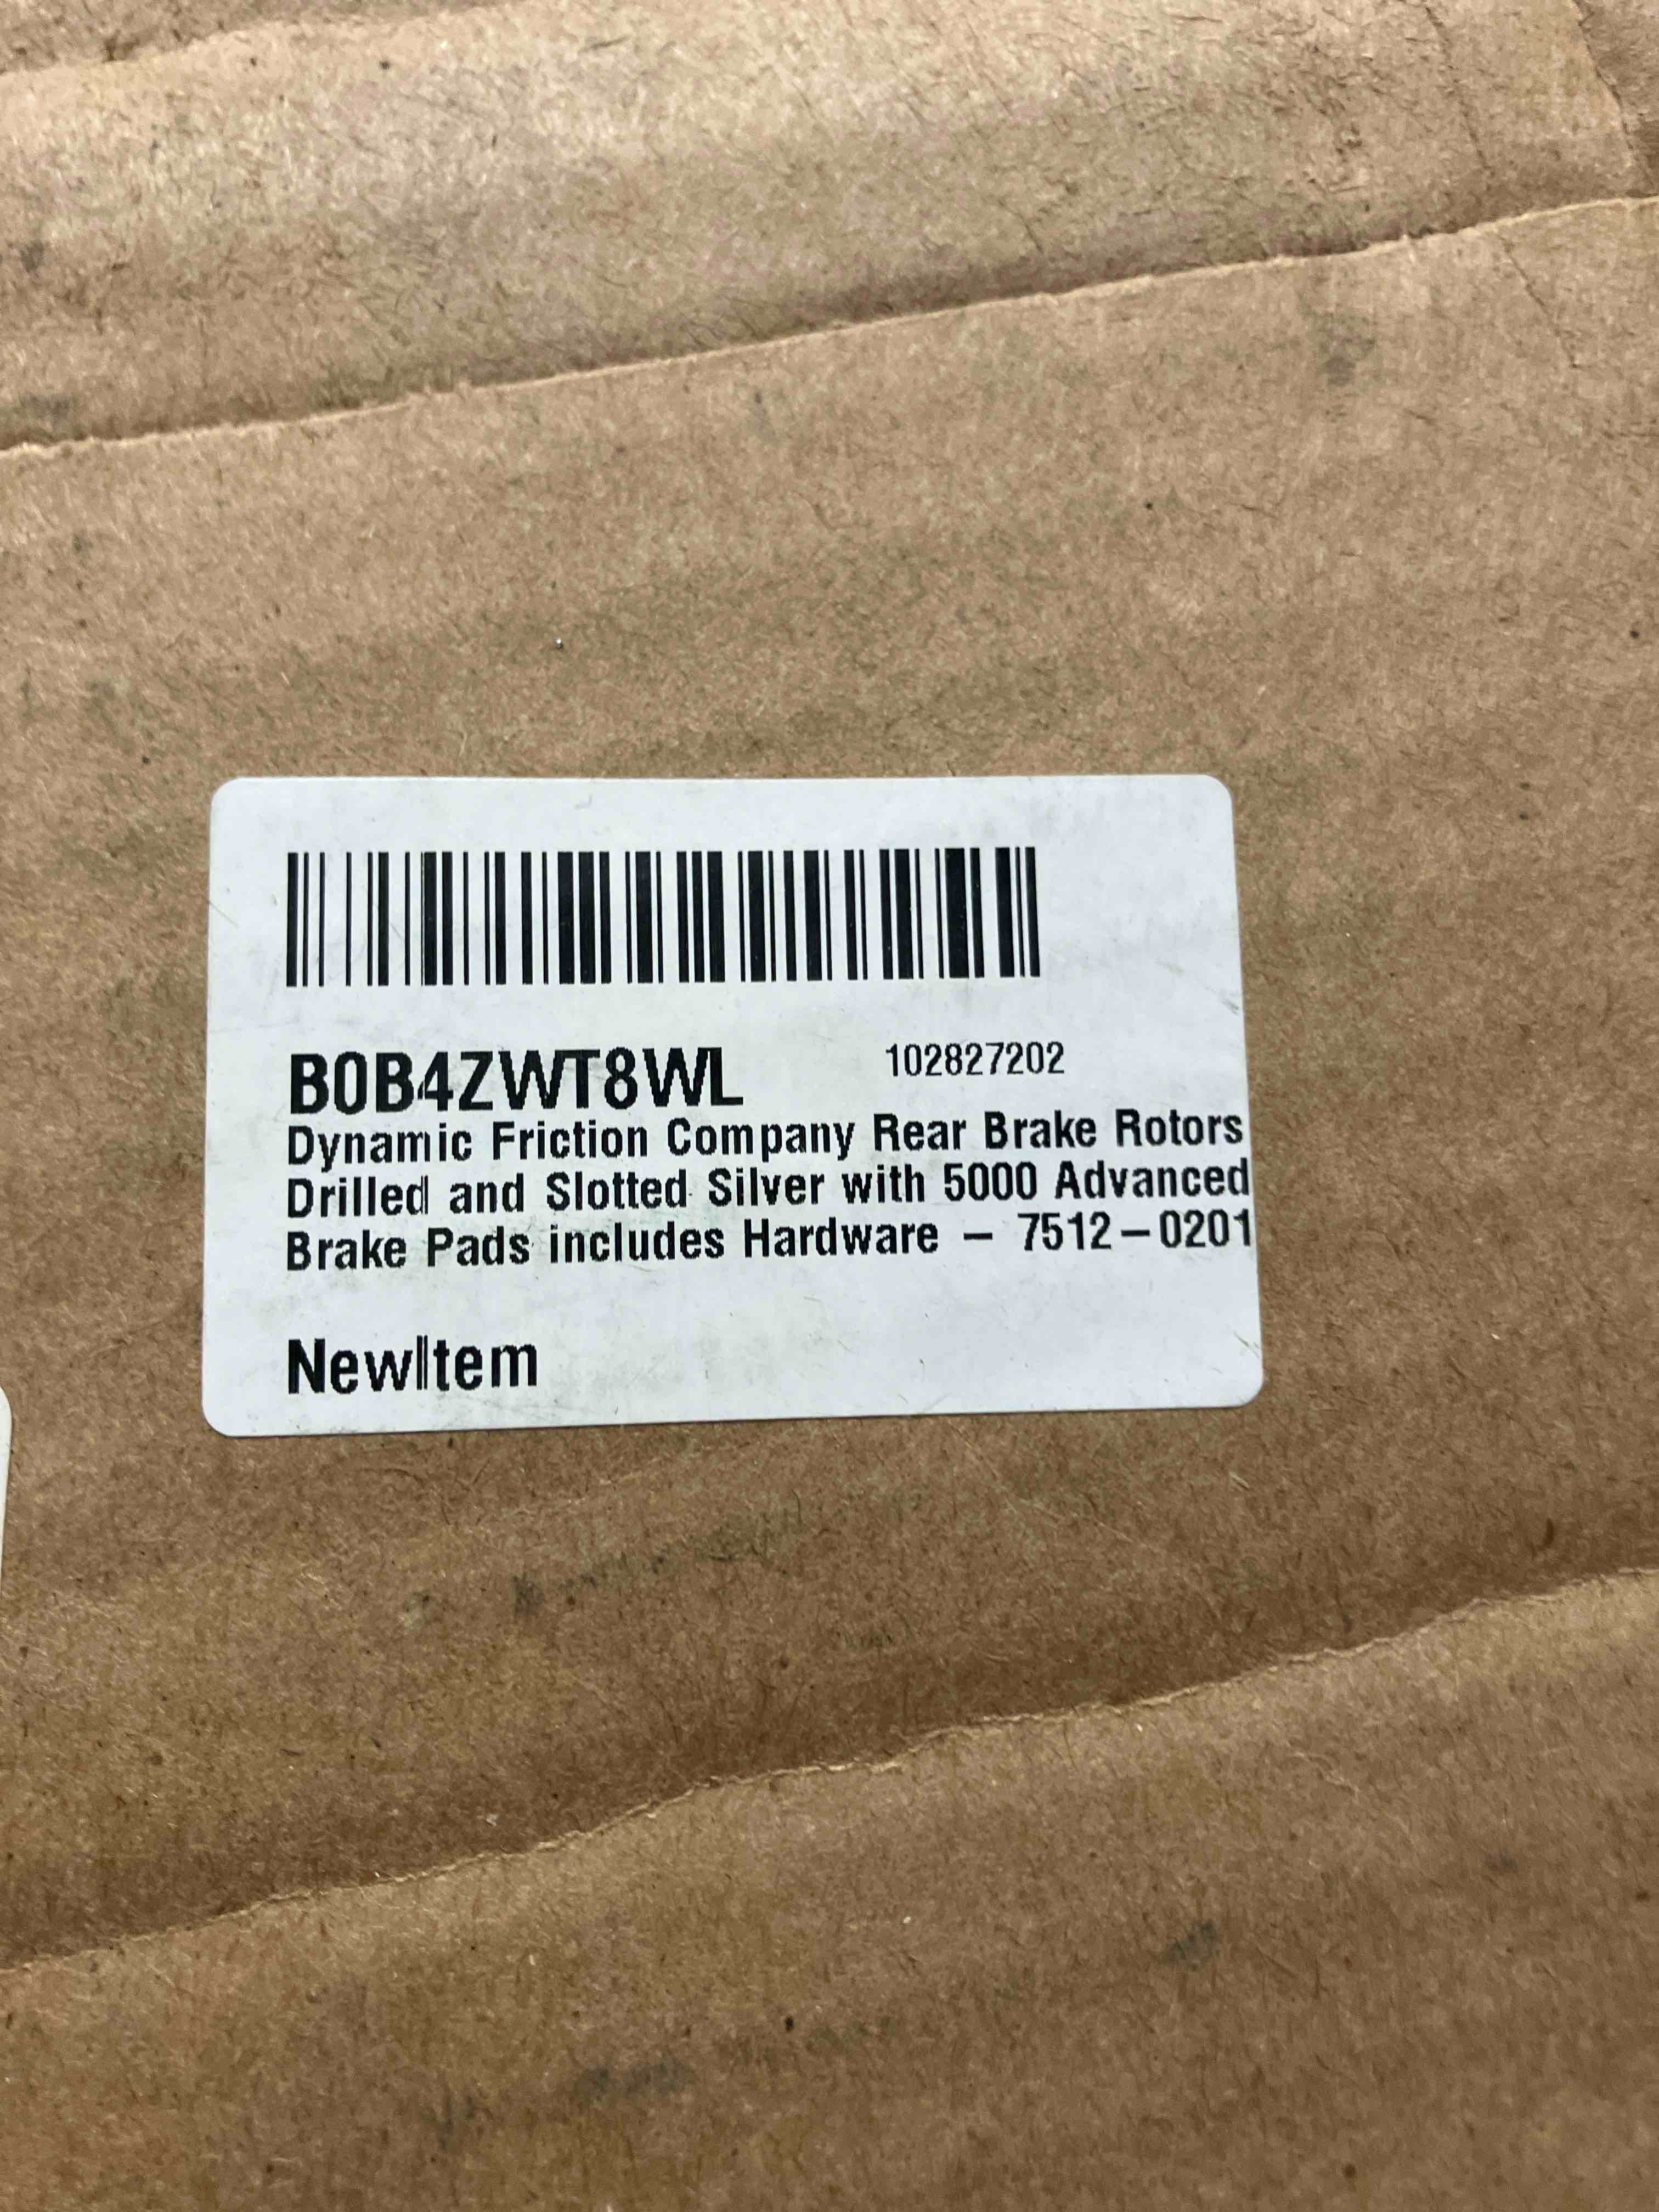 B0B4ZWT8WL 102827202
Dynamic Friction Company Rear Brake Rotors
Drilled and Slotted Silver with 5000 Advanced
Brake Pads includes Hardware - 7512-0201
NewItem